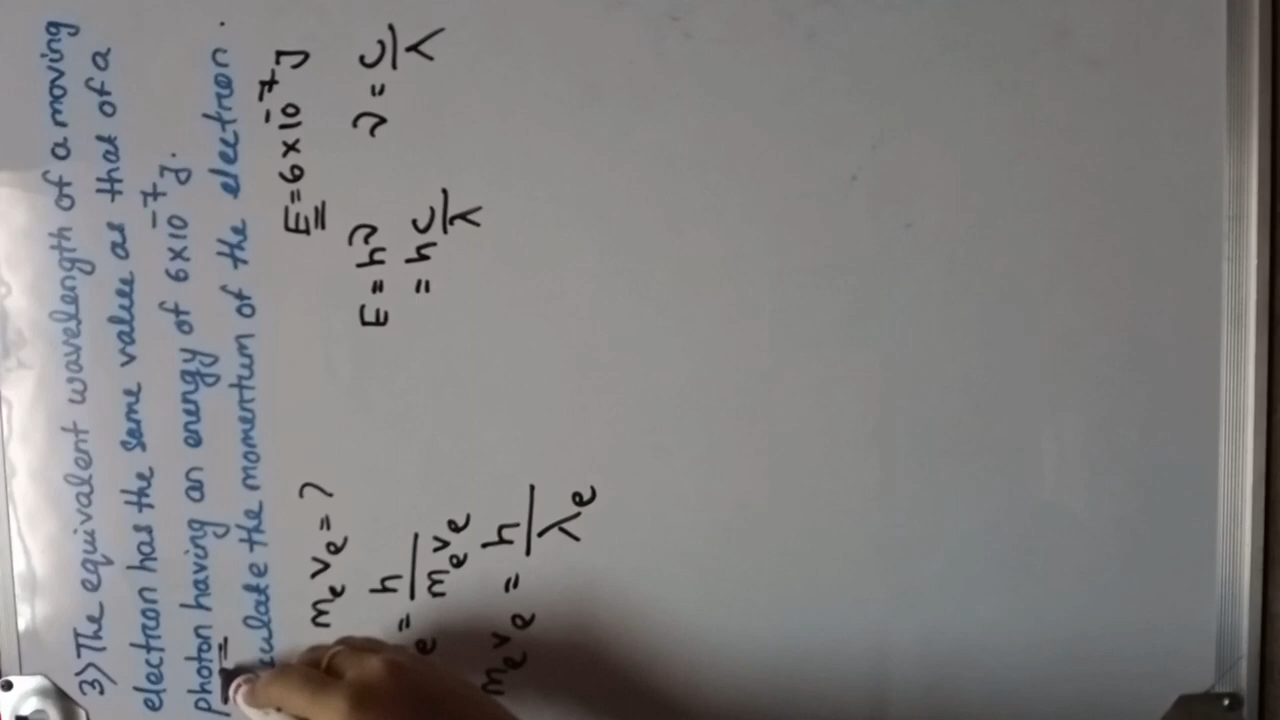 3) The equivalent wavelength of a moving
electron has the same value as that of a
photon having an energy of 6×10⁻⁷ J.
culate the momentum of the electron.
mₑvₑ = ?
E = 6×10⁻⁷ J
e = h/mₑvₑ
E = hν ν = c/λ
= hc/λ
mₑvₑ = h/λₑ